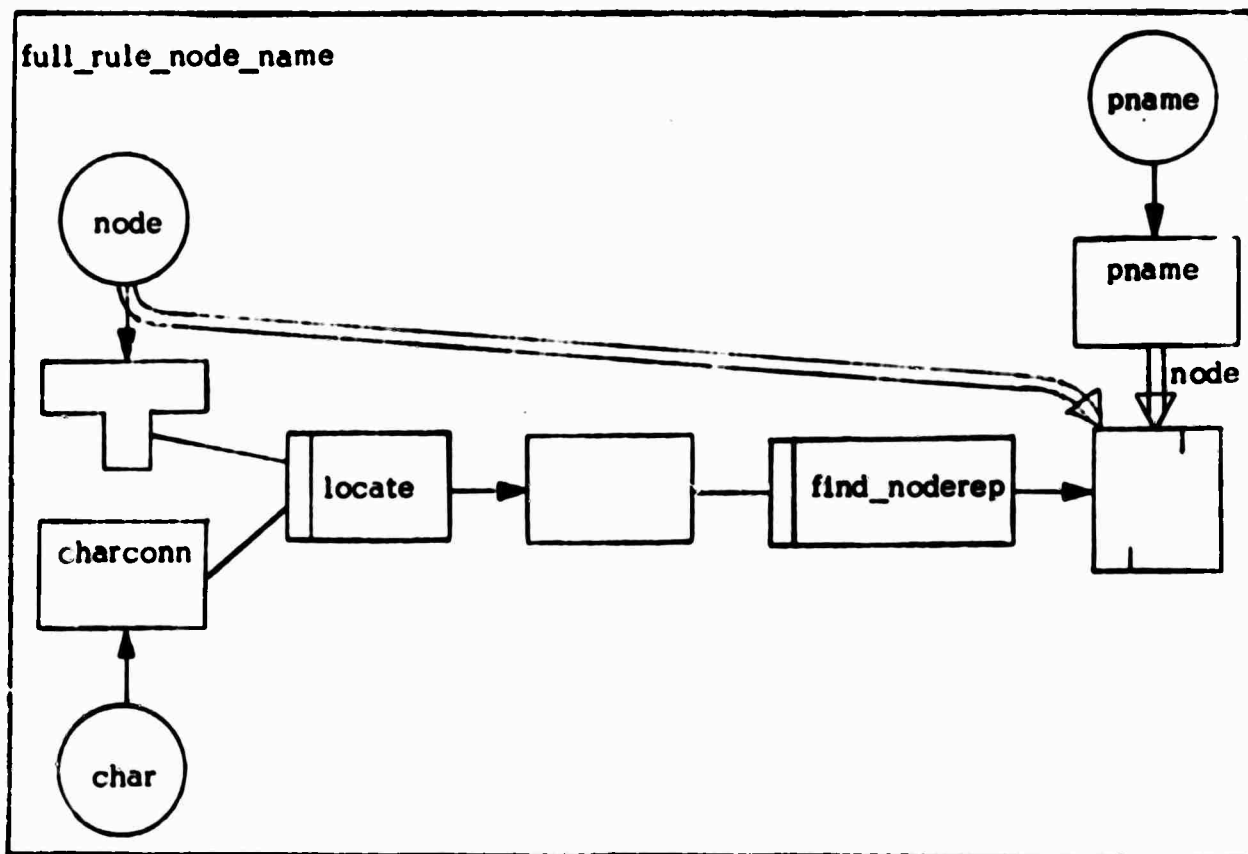 full_rule_node_name
pname
node
pname
node
locate
find_noderep
charconn
char